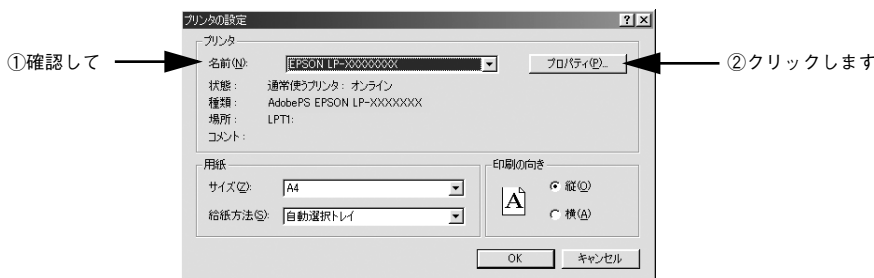 プリンタの設定
プリンタ
①確認して
名前(N): EPSON LP-XXXXXXX プロパティ(P)...
②クリックします
状態： 通常使うプリンタ： オンライン
種類： AdobePS EPSON LP-XXXXXXX
場所： LPT1:
コメント：
用紙
サイズ(Z): A4
給紙方法(S): 自動選択トレイ
印刷の向き
A
縦(O)
横(A)
OK キャンセル